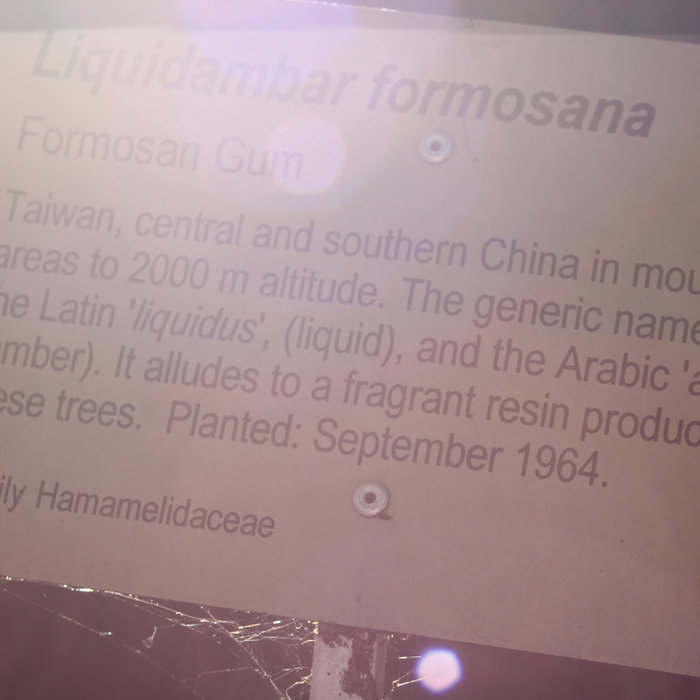 Liquidambar formosana
Formosan Gum
Taiwan, central and southern China in mou
areas to 2000 m altitude. The generic name
he Latin 'liquidus', (liquid), and the Arabic 'a
mber). It alludes to a fragrant resin produc
ese trees. Planted: September 1964.
ily Hamamelidaceae